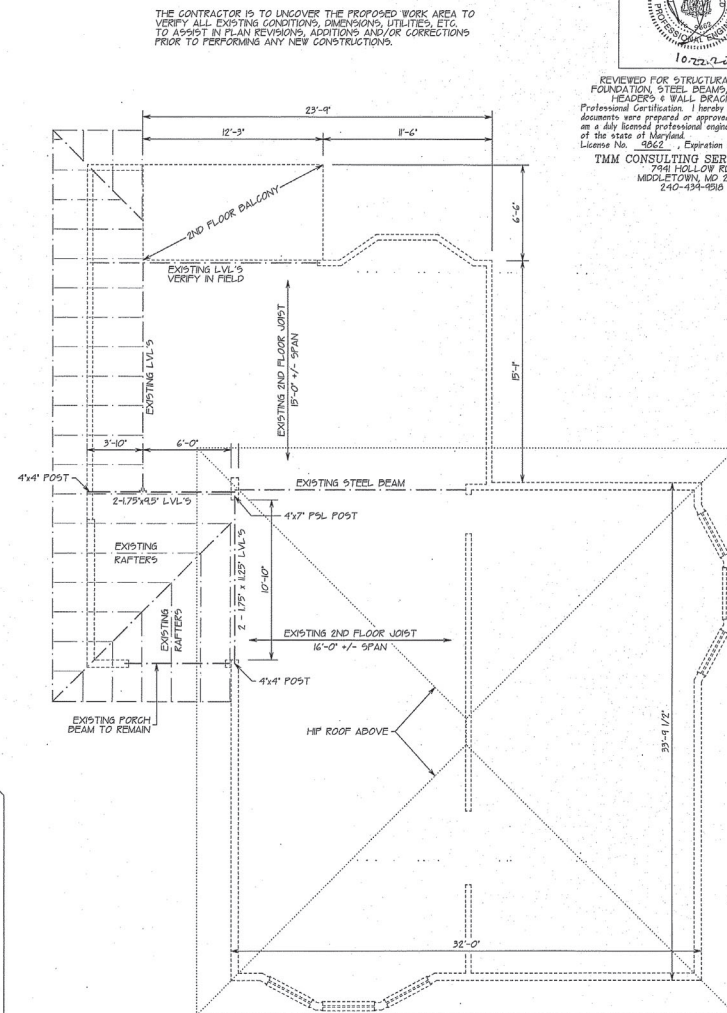 THE CONTRACTOR IS TO UNCOVER THE PROPOSED WORK AREA TO
VERIFY ALL EXISTING CONDITIONS, DIMENSIONS, UTILITIES, ETC.
TO ASSIST IN PLAN REVISIONS, ADDITIONS AND/OR CORRECTIONS
PRIOR TO PERFORMING ANY NEW CONSTRUCTIONS.
PROFESSIONAL
9862
REVIEWED FOR
FOUNDATION, STEEL BEAMS,
HEADERS & WALL
Professional Certification. I hereby
documents were prepared or approved
am a duly licensed professional
of the state of Maryland.
License No. 9862 , Expiration
TMM CONSULTING
7941 HOLLOW
MIDDLETOWN, MD
240-439-9518
23'-9"
12'-3"
11'-6"
2ND FLOOR BALCONY
6'-6"
EXISTING LVL'S
VERIFY IN FIELD
EXISTING LVL'S
EXISTING 2ND FLOOR JOIST
15'-0" +/- SPAN
15'-1"
3'-10"
6'-0"
4"x4" POST
2-1.75"x9.5" LVL'S
EXISTING STEEL BEAM
4"x7" PSL POST
EXISTING
RAFTERS
2 - 1.75" x 11.25" LVL'S
10'-10"
EXISTING
RAFTERS
EXISTING 2ND FLOOR JOIST
16'-0" +/- SPAN
4"x4" POST
EXISTING PORCH
BEAM TO REMAIN
HIP ROOF ABOVE
33'-9 1/2"
32'-0"